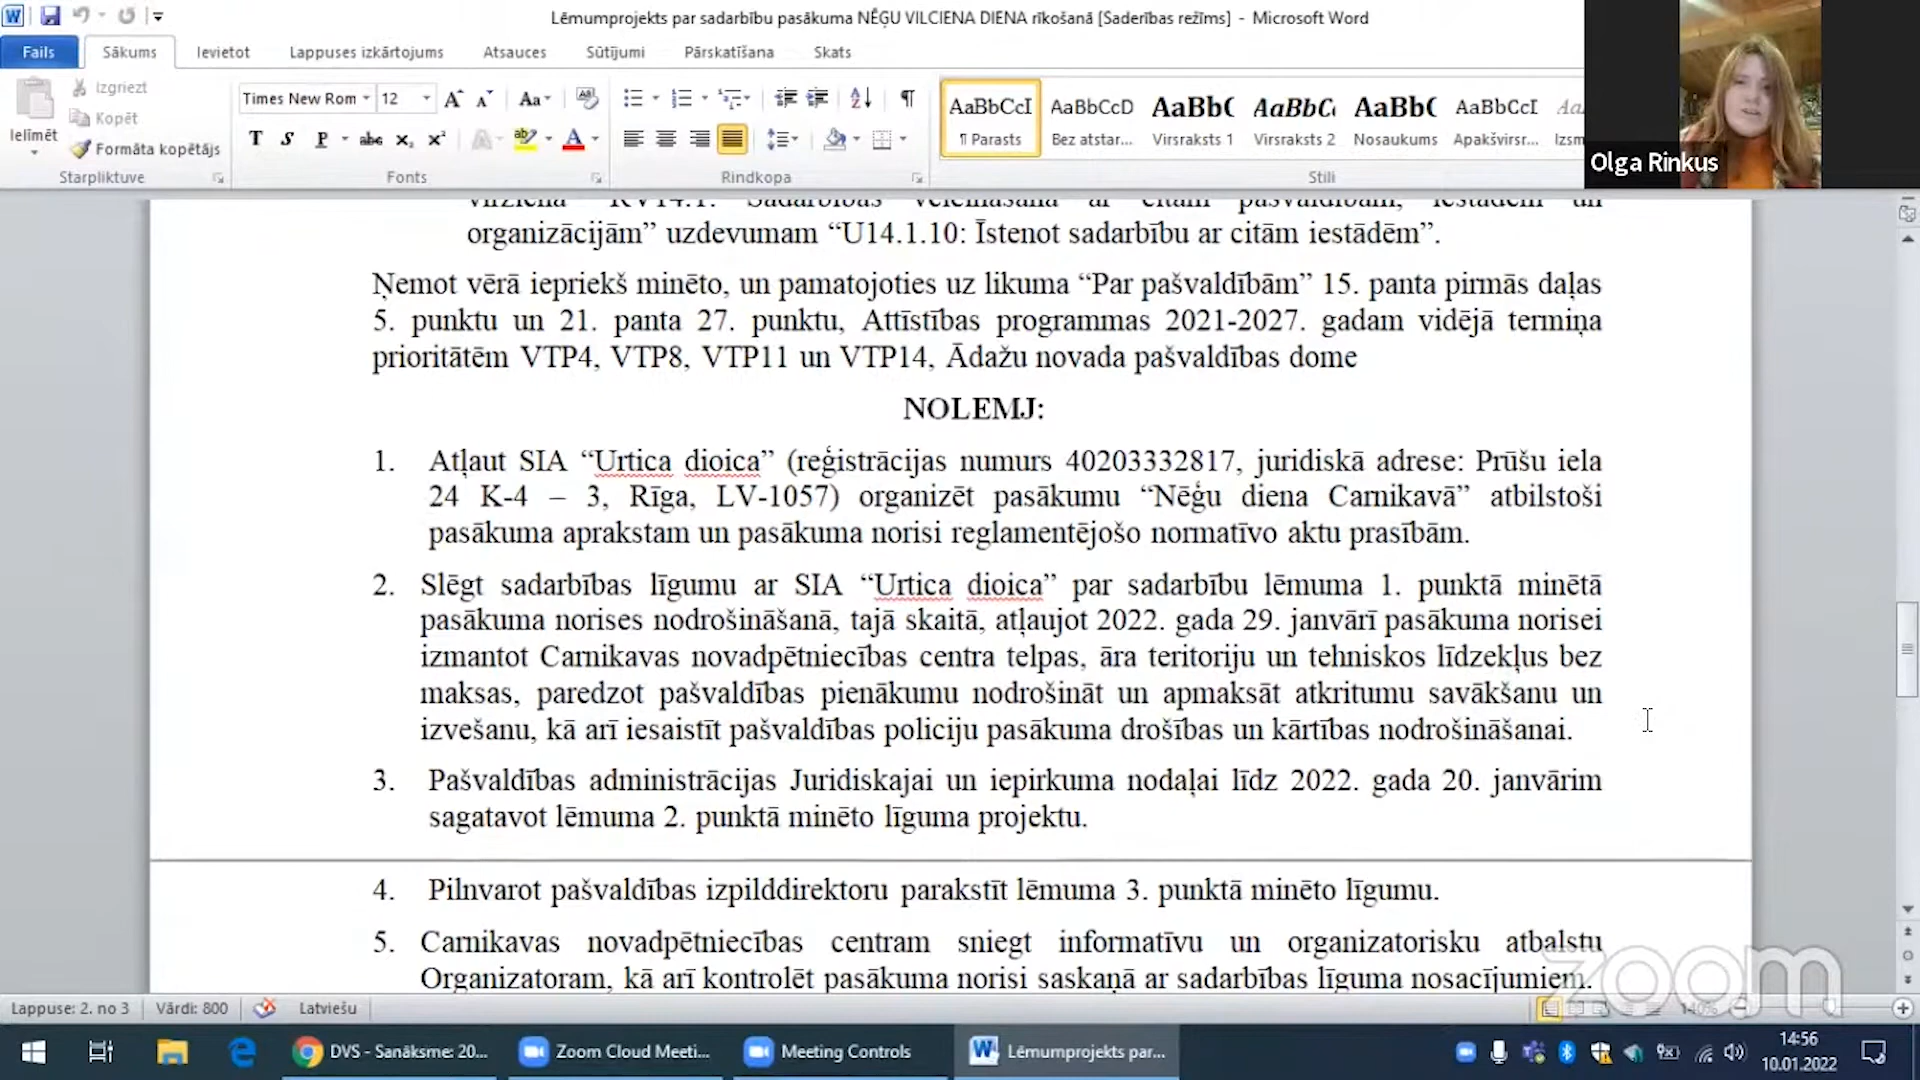 Lēmumprojekts par sadarbību pasākuma NĒĢU VILCIENA DIENA rīkošanā [Saderības režīms] - Microsoft Word
Fails Sākums Ievietot Lappuses izkārtojums Atsauces Sūtījumi Pārskatīšana Skats
Ielīmēt
Izgriezt
Kopēt
Formāta kopētājs
Starpliktuve
Times New Rom 12
Fonts
Rindkopa
AaBbCcI AaBbCcD AaBbC AaBbCc AaBbC AaBbCcI
¶ Parasts Bez atstar... Virsraksts 1 Virsraksts 2 Nosaukums Apakšvirsr... Izsm
Stili
Olga Rinkus
virziena “RV14.1: Sadarbības veicināšana ar citām pašvaldībām, iestādēm un
organizācijām” uzdevumam “U14.1.10: Īstenot sadarbību ar citām iestādēm”.
Ņemot vērā iepriekš minēto, un pamatojoties uz likuma “Par pašvaldībām” 15. panta pirmās daļas
5. punktu un 21. panta 27. punktu, Attīstības programmas 2021-2027. gadam vidējā termiņa
prioritātēm VTP4, VTP8, VTP11 un VTP14, Ādažu novada pašvaldības dome
NOLEMJ:
1. Atļaut SIA “Urtica dioica” (reģistrācijas numurs 40203332817, juridiskā adrese: Prūšu iela
24 K-4 – 3, Rīga, LV-1057) organizēt pasākumu “Nēģu diena Carnikavā” atbilstoši
pasākuma aprakstam un pasākuma norisi reglamentējošo normatīvo aktu prasībām.
2. Slēgt sadarbības līgumu ar SIA “Urtica dioica” par sadarbību lēmuma 1. punktā minētā
pasākuma norises nodrošināšanā, tajā skaitā, atļaujot 2022. gada 29. janvārī pasākuma norisei
izmantot Carnikavas novadpētniecības centra telpas, āra teritoriju un tehniskos līdzekļus bez
maksas, paredzot pašvaldības pienākumu nodrošināt un apmaksāt atkritumu savākšanu un
izvešanu, kā arī iesaistīt pašvaldības policiju pasākuma drošības un kārtības nodrošināšanai.
3. Pašvaldības administrācijas Juridiskajai un iepirkuma nodaļai līdz 2022. gada 20. janvārim
sagatavot lēmuma 2. punktā minēto līguma projektu.
4. Pilnvarot pašvaldības izpilddirektoru parakstīt lēmuma 3. punktā minēto līgumu.
5. Carnikavas novadpētniecības centram sniegt informatīvu un organizatorisku atbalstu
Organizatoram, kā arī kontrolēt pasākuma norisi saskaņā ar sadarbības līguma nosacījumiem.
zoom
Lappuse: 2. no 3 Vārdi: 800 Latviešu 140%
DVS - Sanāksme: 20... Zoom Cloud Meeti... Meeting Controls Lēmumprojekts par...
14:56
10.01.2022